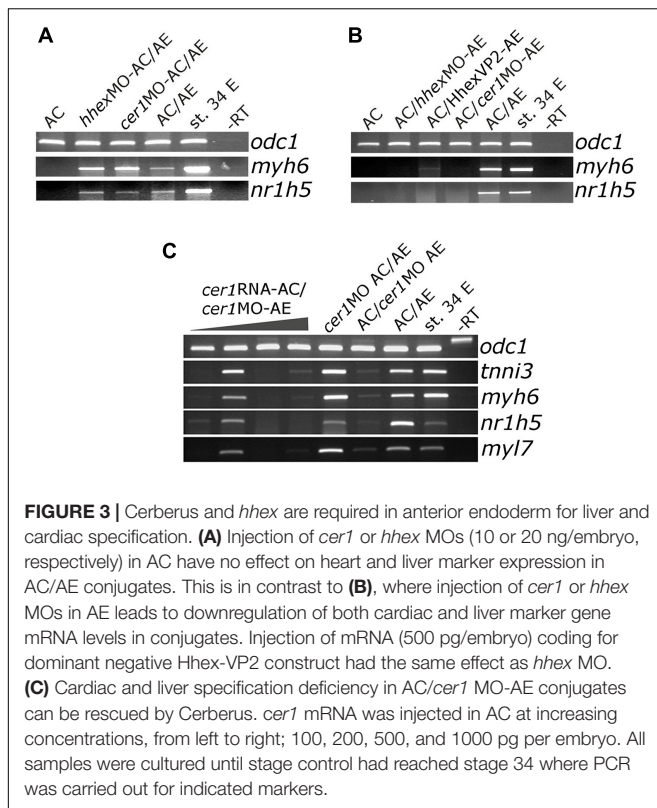 A
AC
hhexMO-AC/AE
cer1MO-AC/AE
AC/AE
st. 34 E
-RT
odc1
myh6
nr1h5
B
AC
AC/hhexMO-AE
AC/HhexVP2-AE
AC/cer1MO-AE
AC/AE
st. 34 E
-RT
odc1
myh6
nr1h5
C
cer1RNA-AC/
cer1MO-AE
cer1MO AC/AE
AC/cer1MO AE
AC/AE
st. 34 E
-RT
odc1
tnni3
myh6
nr1h5
myl7
FIGURE 3 | Cerberus and hhex are required in anterior endoderm for liver and
cardiac specification. (A) Injection of cer1 or hhex MOs (10 or 20 ng/embryo,
respectively) in AC have no effect on heart and liver marker expression in
AC/AE conjugates. This is in contrast to (B), where injection of cer1 or hhex
MOs in AE leads to downregulation of both cardiac and liver marker gene
mRNA levels in conjugates. Injection of mRNA (500 pg/embryo) coding for
dominant negative Hhex-VP2 construct had the same effect as hhex MO.
(C) Cardiac and liver specification deficiency in AC/cer1 MO-AE conjugates
can be rescued by Cerberus. cer1 mRNA was injected in AC at increasing
concentrations, from left to right; 100, 200, 500, and 1000 pg per embryo. All
samples were cultured until stage control had reached stage 34 where PCR
was carried out for indicated markers.